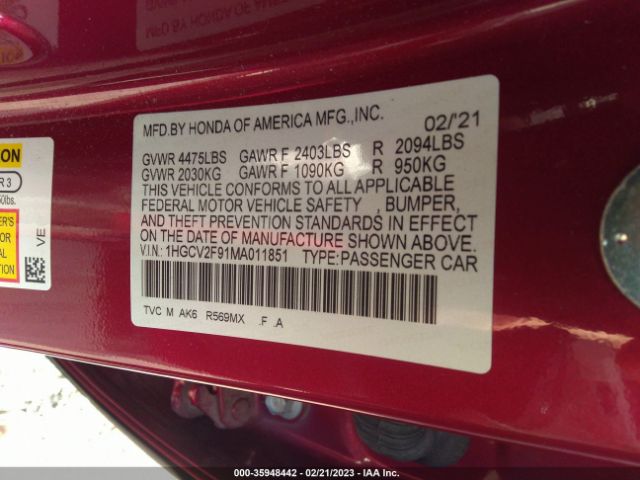 MFD.BY HONDA OF AMERICA MFG.,INC. 02/'21
GVWR 4475LBS GAWR F 2403LBS R 2094LBS
GVWR 2030KG GAWR F 1090KG R 950KG
THIS VEHICLE CONFORMS TO ALL APPLICABLE
FEDERAL MOTOR VEHICLE SAFETY , BUMPER,
AND THEFT PREVENTION STANDARDS IN EFFECT
ON THE DATE OF MANUFACTURE SHOWN ABOVE.
V.I.N.: 1HGCV2F91MA011851 TYPE:PASSENGER CAR
TVC M AK6 R569MX .F .A
ON
R 3
VE
000-35948442 - 02/21/2023 - IAA Inc.